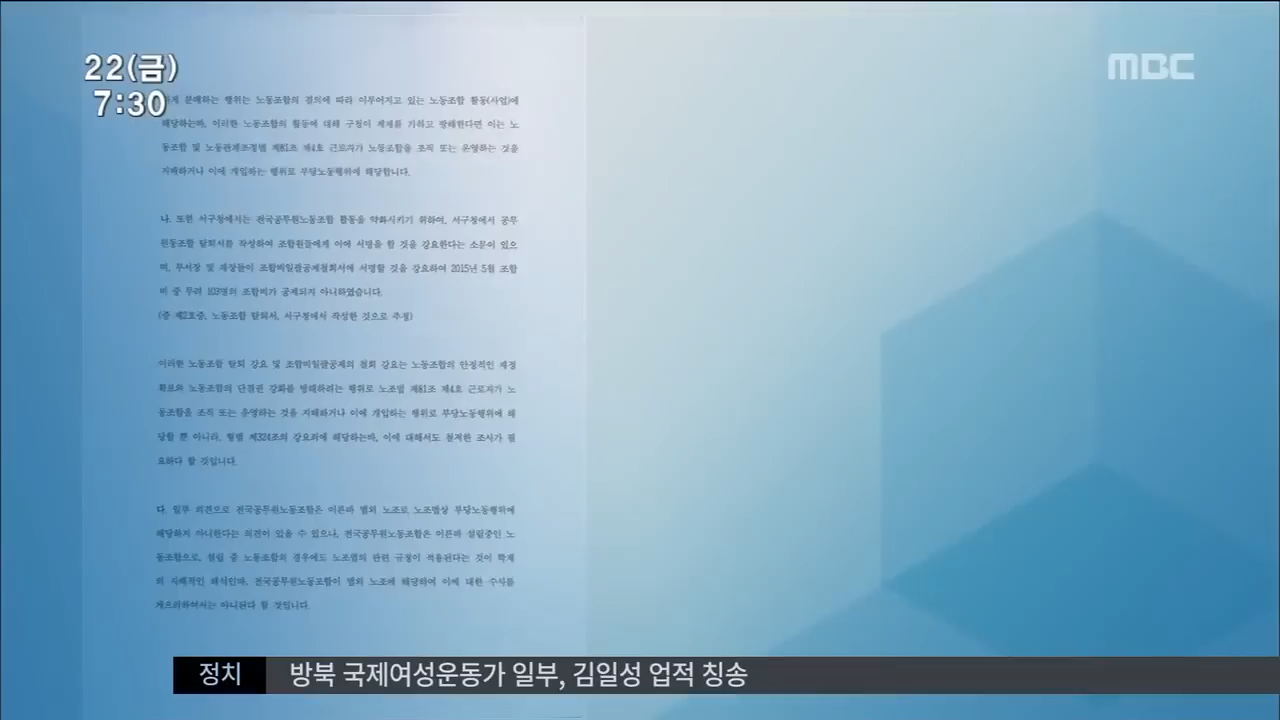 22(금)
7:30
MBC
하게 분배하는 행위는 노동조합의 결의에 따라 이루어지고 있는 노동조합 활동(사업)에
해당하는바, 이러한 노동조합의 활동에 대해 구청이 제재를 가하고 방해한다면 이는 노
동조합 및 노동관계조정법 제81조 제4호 근로자가 노동조합을 조직 또는 운영하는 것을
지배하거나 이에 개입하는 행위로 부당노동행위에 해당합니다.
나. 또한 서구청에서는 전국공무원노동조합 활동을 약화시키기 위하여, 서구청에서 공무
원동조합 탈퇴서를 작성하여 조합원들에게 이에 서명을 할 것을 강요한다는 소문이 있으
며, 부서장 및 계장들이 조합비일괄공제철회서에 서명할 것을 강요하여 2015년 5월 조합
비 중 무려 103명의 조합비가 공제되지 아니하였습니다.
(증 제2호증, 노동조합 탈퇴서, 서구청에서 작성한 것으로 추정)
이러한 노동조합 탈퇴 강요 및 조합비일괄공제의 철회 강요는 노동조합의 안정적인 재정
확보와 노동조합의 단결권 강화를 방해하려는 행위로 노조법 제81조 제4호 근로자가 노
동조합을 조직 또는 운영하는 것을 지배하거나 이에 개입하는 행위로 부당노동행위에 해
당할 뿐 아니라, 형법 제324조의 강요죄에 해당하는바, 이에 대해서도 철저한 조사가 필
요하다 할 것입니다.
다. 일부 의견으로 전국공무원노동조합은 이른바 법외 노조로 노조법상 부당노동행위에
해당하지 아니한다는 의견이 있을 수 있으나, 전국공무원노동조합은 이른바 설립중인 노
동조합으로, 설립 중 노동조합의 경우에도 노조법의 관련 규정이 적용된다는 것이 학계
의 지배적인 해석인바, 전국공무원노동조합이 법외 노조에 해당하여 이에 대한 수사를
게으리하여서는 아니된다 할 것입니다.
정치 방북 국제여성운동가 일부, 김일성 업적 칭송